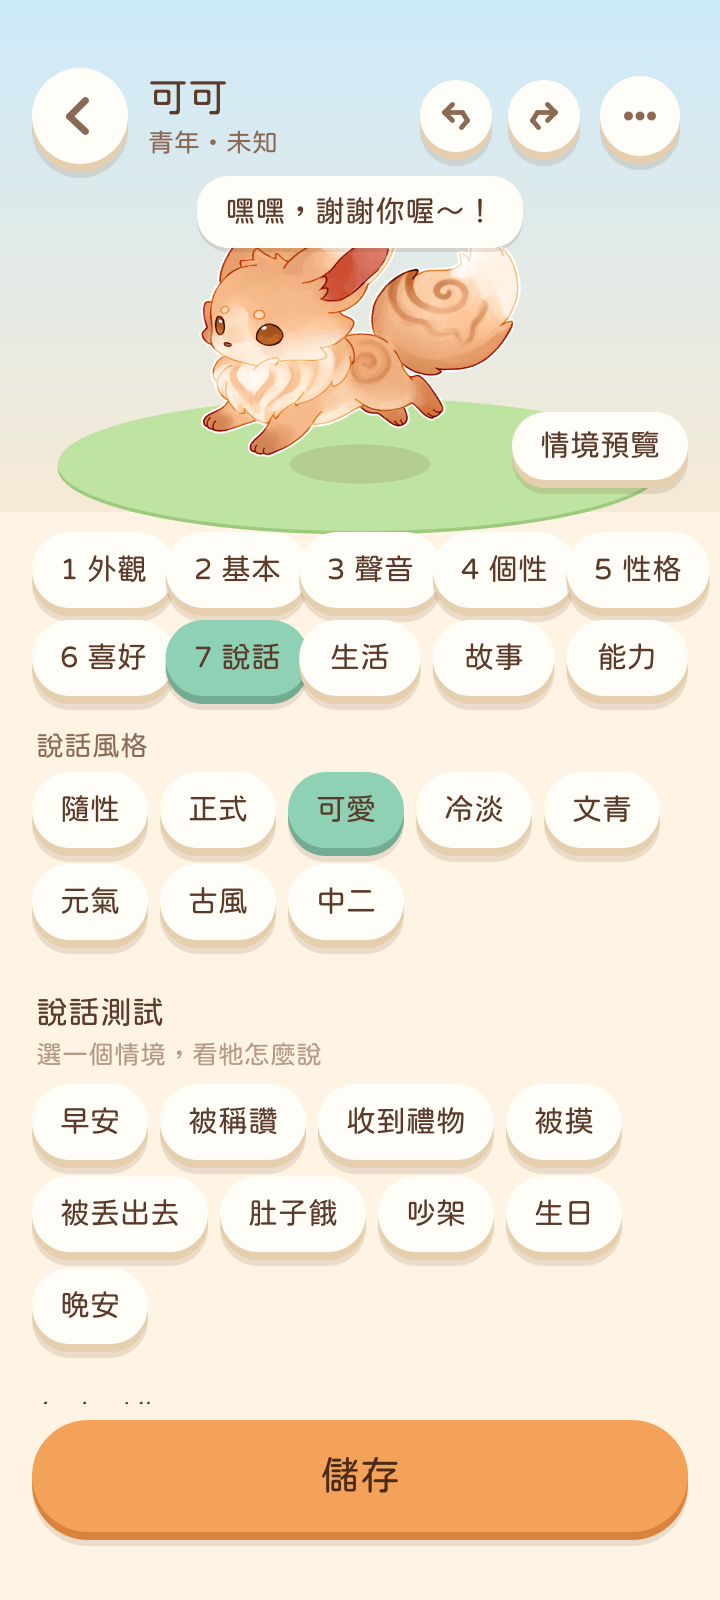 可可
青年・未知
嘿嘿，謝謝你喔～！
情境預覽
1 外觀 2 基本 3 聲音 4 個性 5 性格
6 喜好 7 說話 生活 故事 能力
說話風格
隨性 正式 可愛 冷淡 文青
元氣 古風 中二
說話測試
選一個情境，看牠怎麼說
早安 被稱讚 收到禮物 被摸
被丟出去 肚子餓 吵架 生日
晚安
儲存